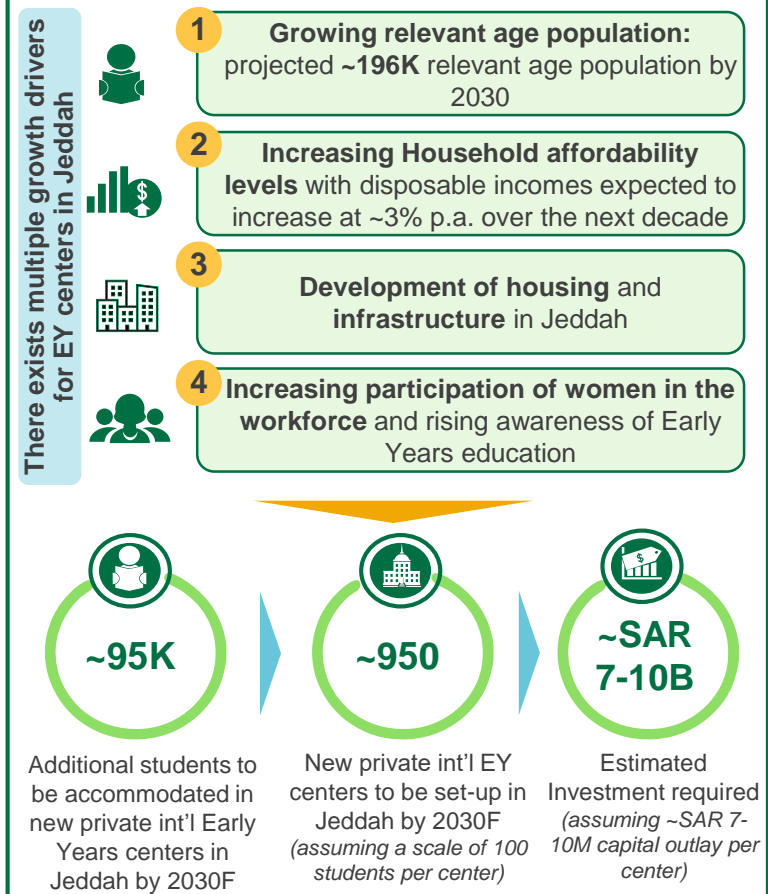 There exists multiple growth drivers
for EY centers in Jeddah
1
Growing relevant age population:
projected ~196K relevant age population by
2030
2
Increasing Household affordability
levels with disposable incomes expected to
increase at ~3% p.a. over the next decade
3
Development of housing and
infrastructure in Jeddah
4
Increasing participation of women in the
workforce and rising awareness of Early
Years education
~95K
Additional students to
be accommodated in
new private int'l Early
Years centers in
Jeddah by 2030F
~950
New private int'l EY
centers to be set-up in
Jeddah by 2030F
(assuming a scale of 100
students per center)
~SAR
7-10B
Estimated
Investment required
(assuming ~SAR 7-
10M capital outlay per
center)